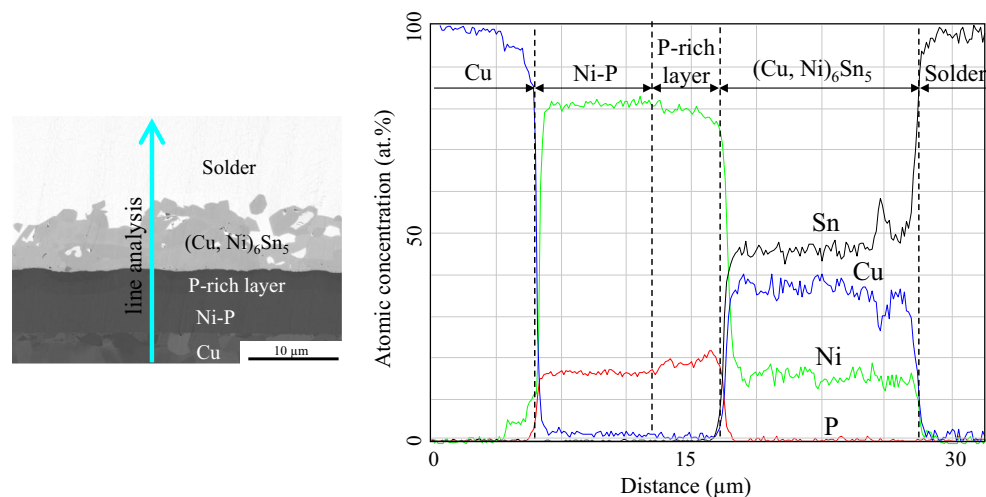 Solder
(Cu, Ni)6Sn5
P-rich layer
Ni-P
Cu
line analysis
10 µm
Atomic concentration (at.%)
100
50
0
Cu
Ni-P
P-rich
layer
(Cu, Ni)6Sn5
Solder
Sn
Cu
Ni
P
0
15
30
Distance (µm)